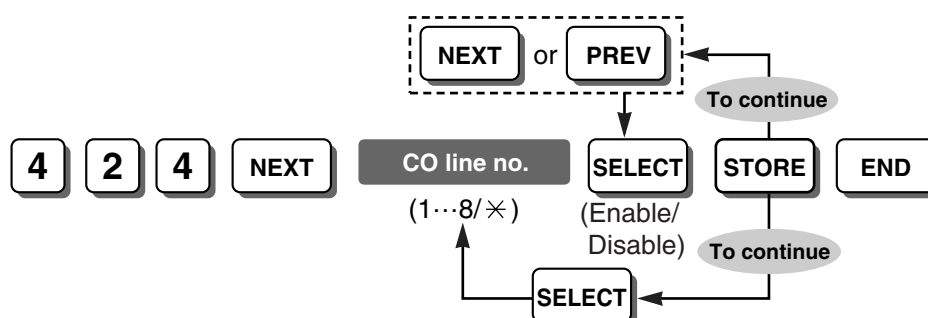 NEXT or PREV
To continue
4 2 4 NEXT CO line no. SELECT STORE END
(1···8/✳) (Enable/
Disable)
To continue
SELECT